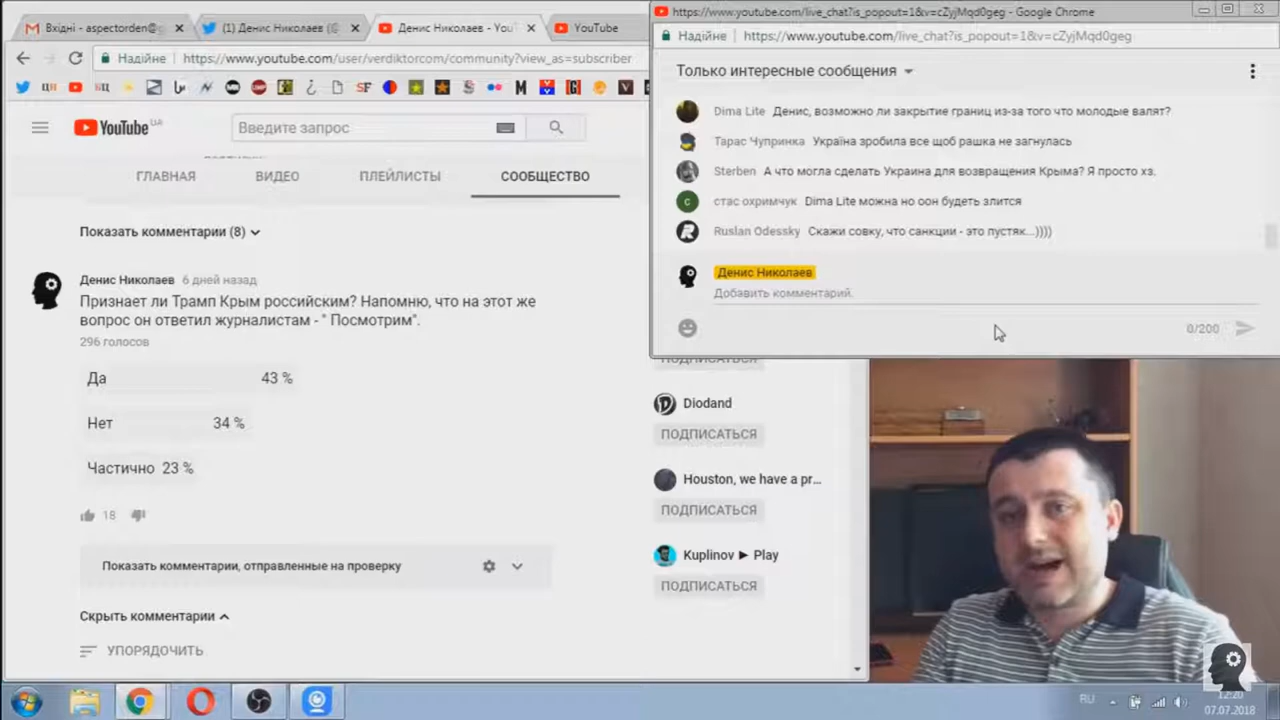 Вхідні - aspectorden@g
(1) Денис Николаев (@
Денис Николаев - You
YouTube
Надійне
https://www.youtube.com/user/verdiktorcom/community?view_as=subscriber
YouTube UA
Введите запрос
ГЛАВНАЯ
ВИДЕО
ПЛЕЙЛИСТЫ
СООБЩЕСТВО
Показать комментарии (8)
Денис Николаев 6 дней назад
Признает ли Трамп Крым российским? Напомню, что на этот же
вопрос он ответил журналистам - " Посмотрим".
296 голосов
Да 43 %
Нет 34 %
Частично 23 %
18
Показать комментарии, отправленные на проверку
Скрыть комментарии
УПОРЯДОЧИТЬ
https://www.youtube.com/live_chat?is_popout=1&v=cZyjMqd0geg - Google Chrome
Надійне
https://www.youtube.com/live_chat?is_popout=1&v=cZyjMqd0geg
Только интересные сообщения
Dima Lite Денис, возможно ли закрытие границ из-за того что молодые валят?
Тарас Чупринка Україна зробила все щоб рашка не загнулась
Sterben А что могла сделать Украина для возвращения Крыма? Я просто хз.
стас охримчук Dima Lite можна но оон будеть злится
Ruslan Odessky Скажи совку, что санкции - это пустяк...))))
Денис Николаев
Добавить комментарий.
0/200
ПОДПИСАТЬСЯ
Diodand
ПОДПИСАТЬСЯ
Houston, we have a pr...
ПОДПИСАТЬСЯ
Kuplinov ► Play
ПОДПИСАТЬСЯ
RU
12:20
07.07.2018